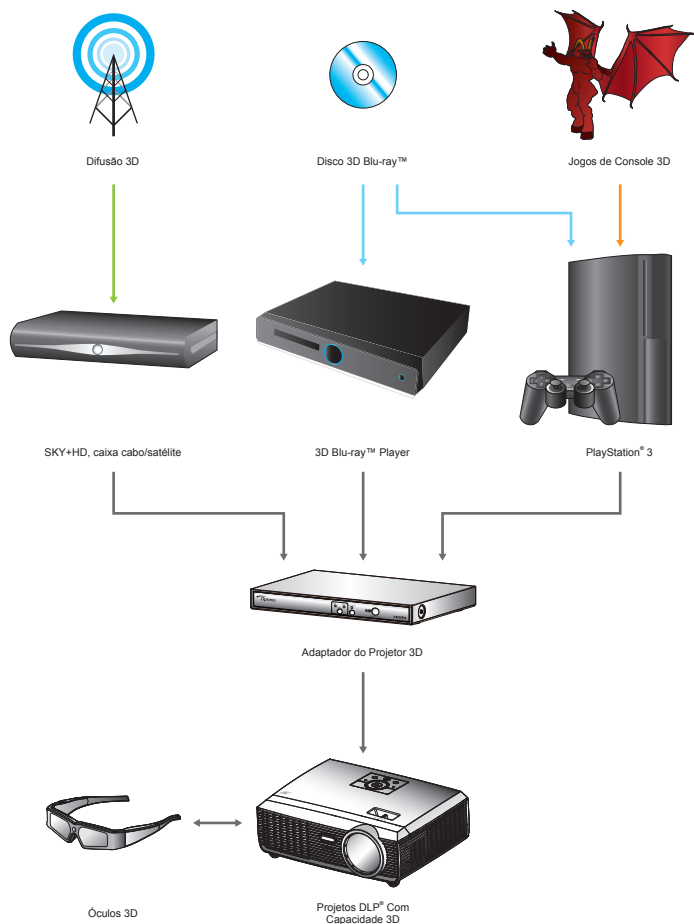 Difusão 3D
Disco 3D Blu-ray™
Jogos de Console 3D
SKY+HD, caixa cabo/satélite
3D Blu-ray™ Player
PlayStation® 3
Optoma
Adaptador do Projetor 3D
Óculos 3D
Projetos DLP® Com
Capacidade 3D